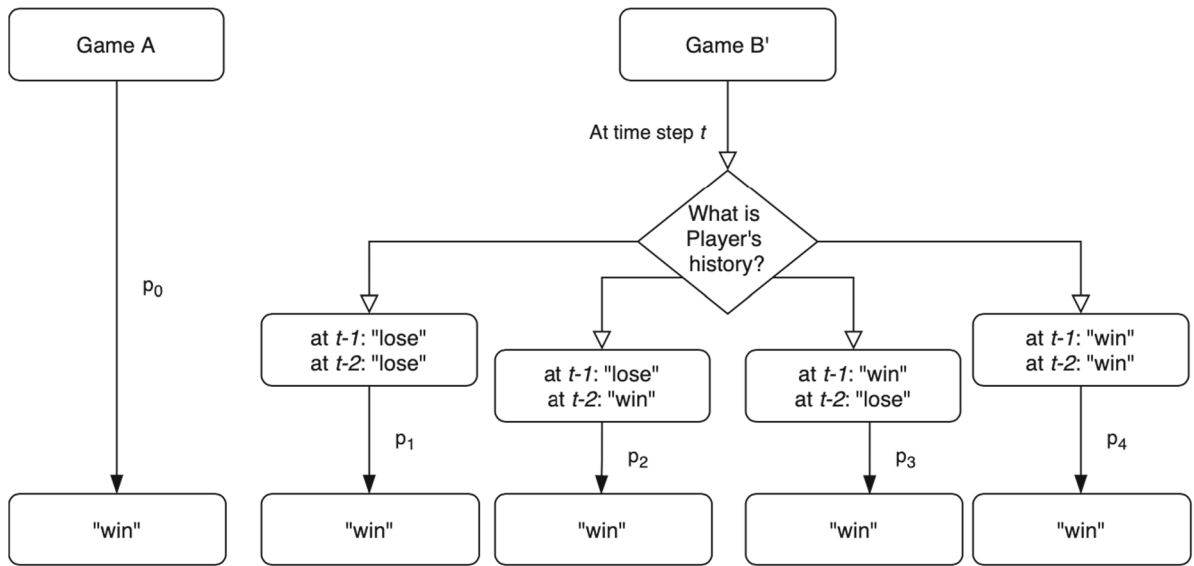 Game A
Game B'
At time step t
What is
Player's
history?
p0
at t-1: "lose"
at t-2: "lose"
at t-1: "lose"
at t-2: "win"
at t-1: "win"
at t-2: "lose"
at t-1: "win"
at t-2: "win"
p1
p2
p3
p4
"win"
"win"
"win"
"win"
"win"